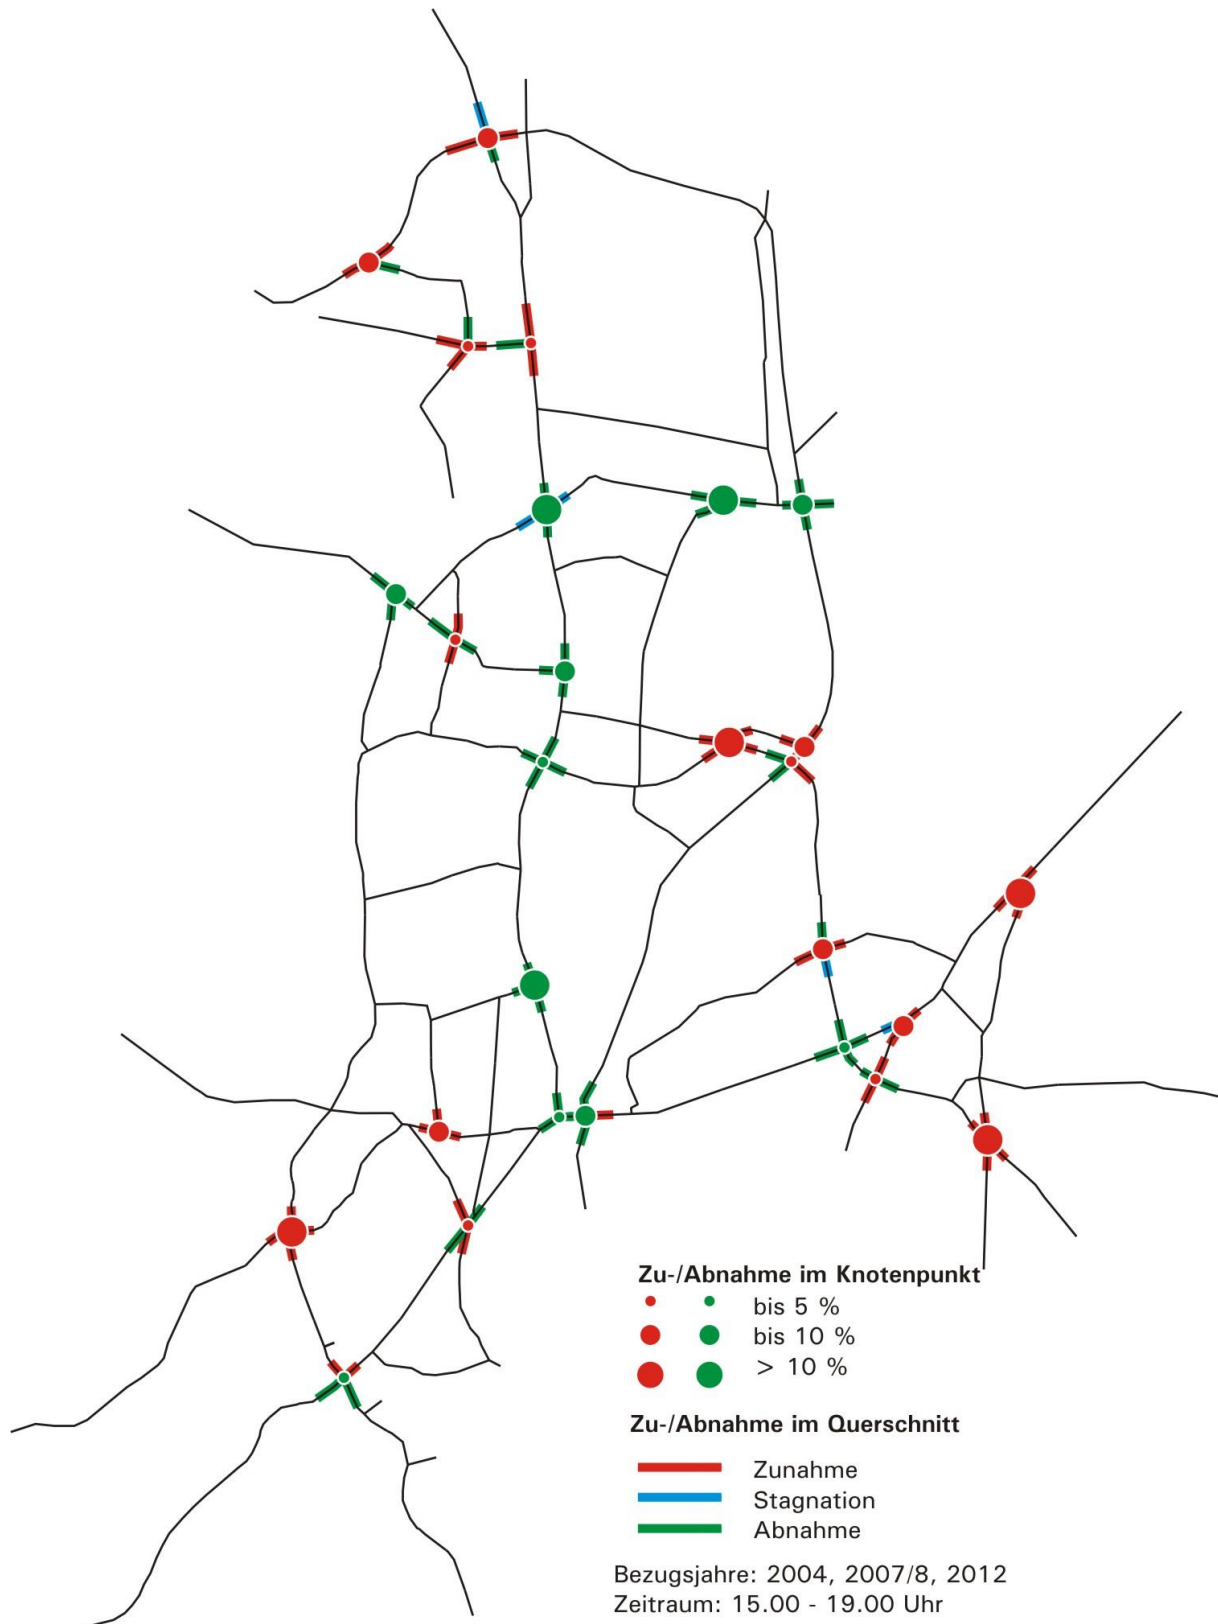 Zu-/Abnahme im Knotenpunkt
bis 5 %
bis 10 %
> 10 %
Zu-/Abnahme im Querschnitt
Zunahme
Stagnation
Abnahme
Bezugsjahre: 2004, 2007/8, 2012
Zeitraum: 15.00 - 19.00 Uhr